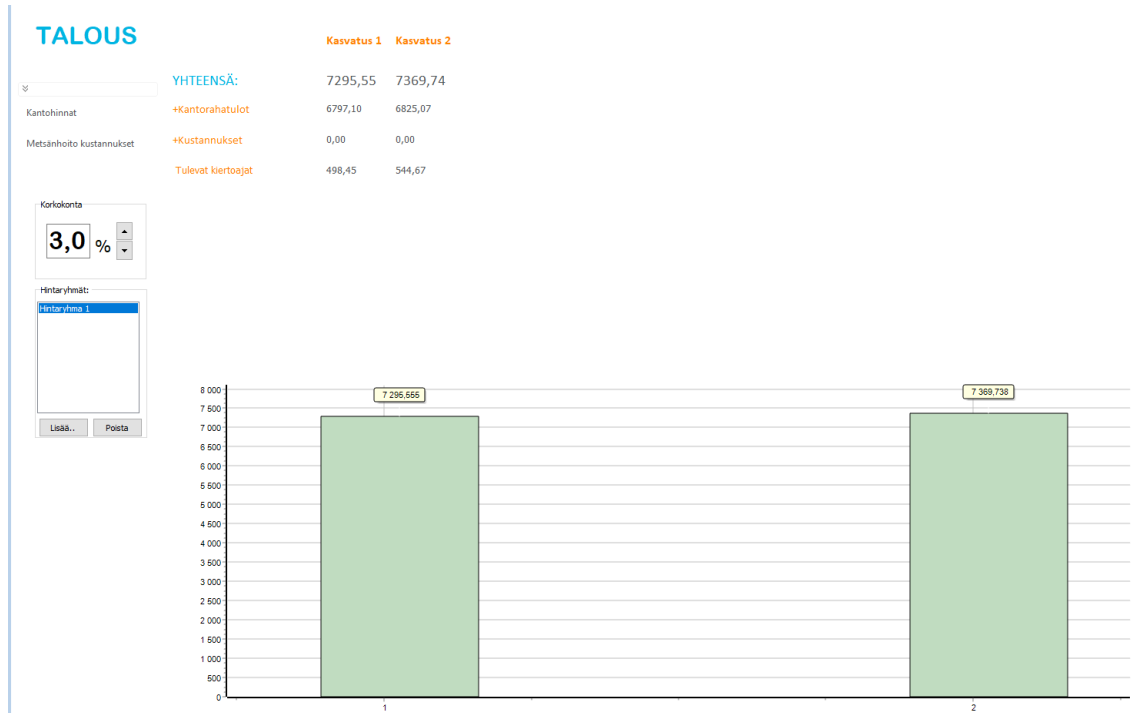 TALOUS
Kasvatus 1 Kasvatus 2
YHTEENSÄ: 7295,55 7369,74
Kantohinnat
+Kantorahatulot 6797,10 6825,07
Metsänhoito kustannukset
+Kustannukset 0,00 0,00
Tulevat kiertoajat 498,45 544,67
Korkokonta
3,0 %
Hintaryhmät:
Hintaryhma 1
Lisää.. Poista
8 000
7 500
7 000
6 500
6 000
5 500
5 000
4 500
4 000
3 500
3 000
2 500
2 000
1 500
1 000
500
0
7 295,555
7 369,738
1 2